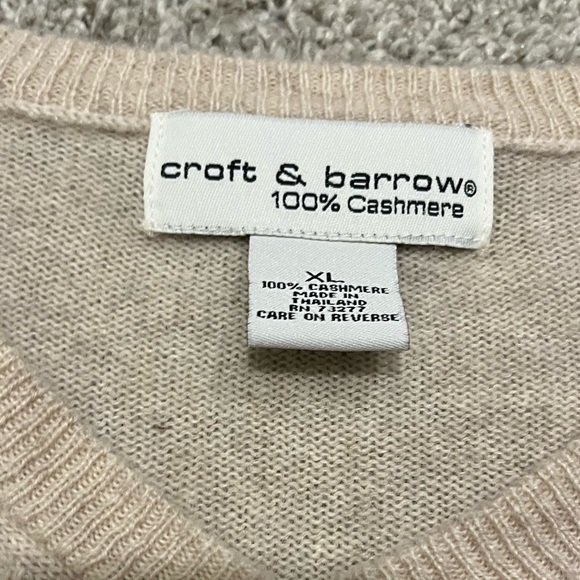 croft & barrow®
100% Cashmere
XL
100% CASHMERE
MADE IN
THAILAND
RN 73277
CARE ON REVERSE